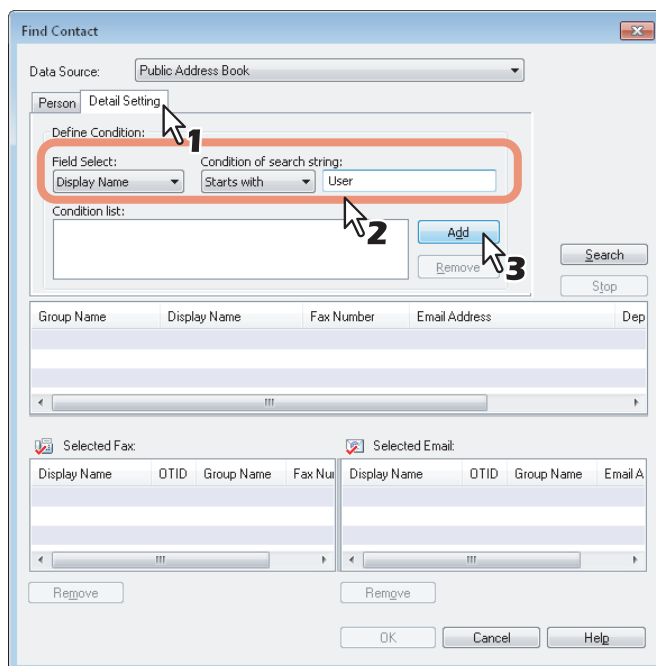 Find Contact
Data Source: Public Address Book
Person Detail Setting
1
Define Condition:
Field Select: Condition of search string:
Display Name Starts with User
2
Condition list:
Add
3
Remove
Search
Stop
Group Name Display Name Fax Number Email Address Dep
Selected Fax: Selected Email:
Display Name OTID Group Name Fax Nu Display Name OTID Group Name Email A
Remove Remove
OK Cancel Help